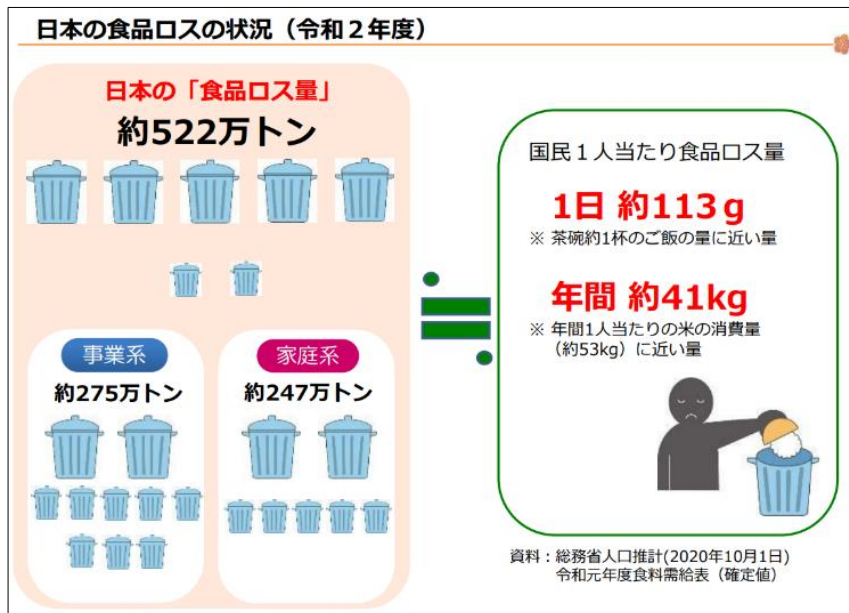 日本の食品ロスの状況（令和２年度）
日本の「食品ロス量」
約522万トン
事業系
約275万トン
家庭系
約247万トン
国民１人当たり食品ロス量
1日 約113ｇ
※ 茶碗約1杯のご飯の量に近い量
年間 約41kg
※ 年間1人当たりの米の消費量
（約53kg）に近い量
資料：総務省人口推計(2020年10月1日)
令和元年度食料需給表（確定値）